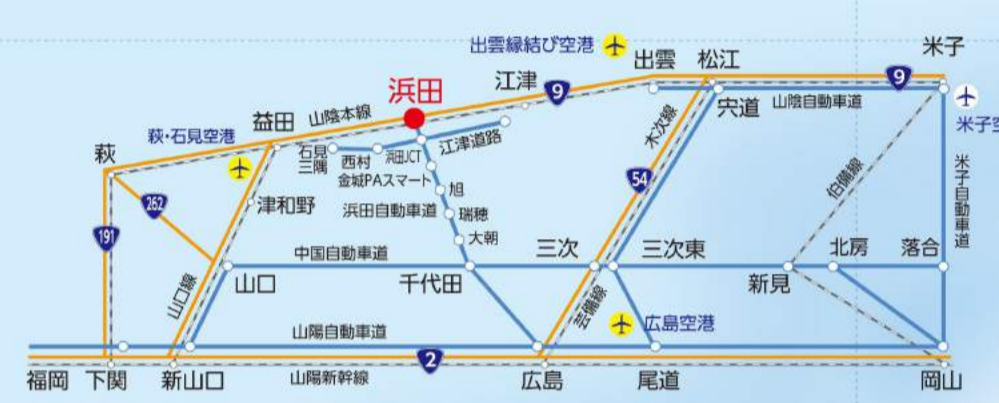 米子
出雲縁結び空港
出雲
松江
江津
9
9
浜田
宍道
山陰自動車道
米子空
山陰本線
益田
萩・石見空港
木次線
江津道路
石見三隅
西村
浜田JCT
萩
金城PAスマート
伯備線
米子自動車道
54
旭
262
津和野
浜田自動車道
瑞穂
191
大朝
中国自動車道
三次
三次東
北房
落合
山口
千代田
新見
山口線
芸備線
広島空港
山陽自動車道
2
福岡
下関
新山口
山陽新幹線
広島
尾道
岡山